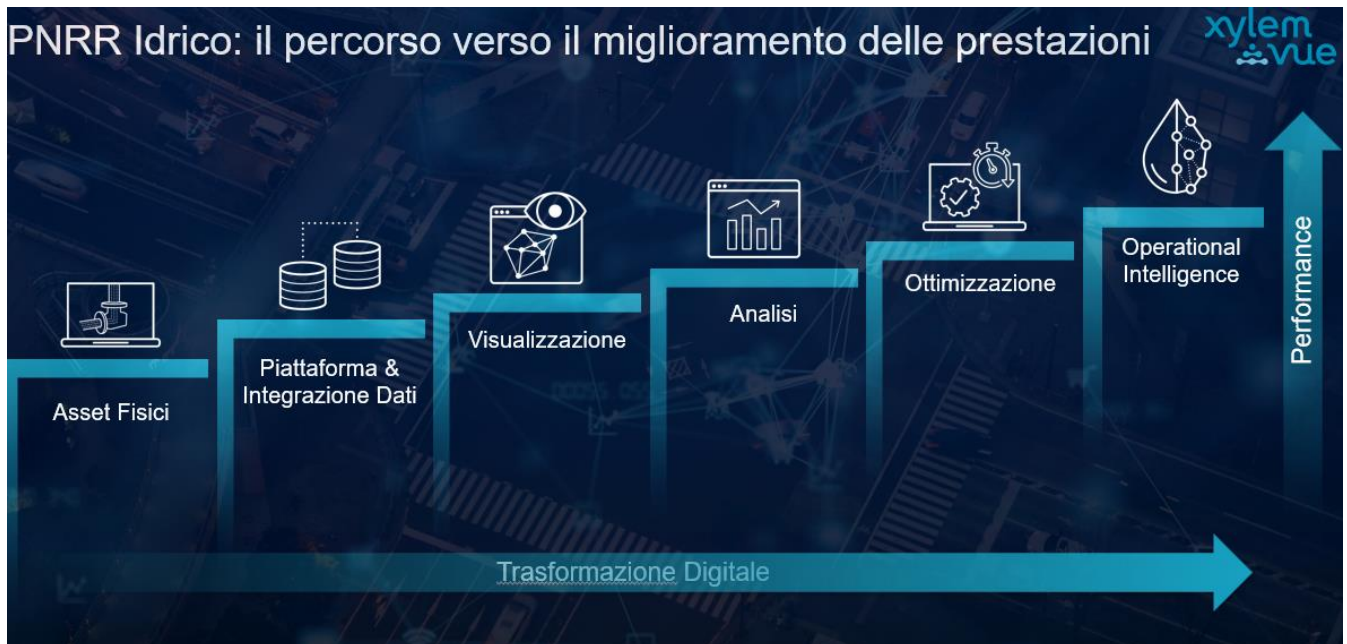 PNRR Idrico: il percorso verso il miglioramento delle prestazioni
xylem
vue
Asset Fisici
Piattaforma &
Integrazione Dati
Visualizzazione
Analisi
Ottimizzazione
Operational
Intelligence
Performance
Trasformazione Digitale